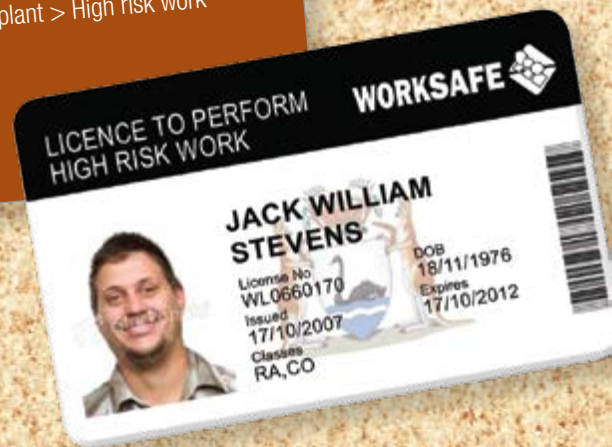 plant > High risk work
LICENCE TO PERFORM
HIGH RISK WORK
WORKSAFE
JACK WILLIAM
STEVENS
License No
WL0660170
Issued
17/10/2007
Classes
RA,CO
DOB
18/11/1976
Expires
17/10/2012